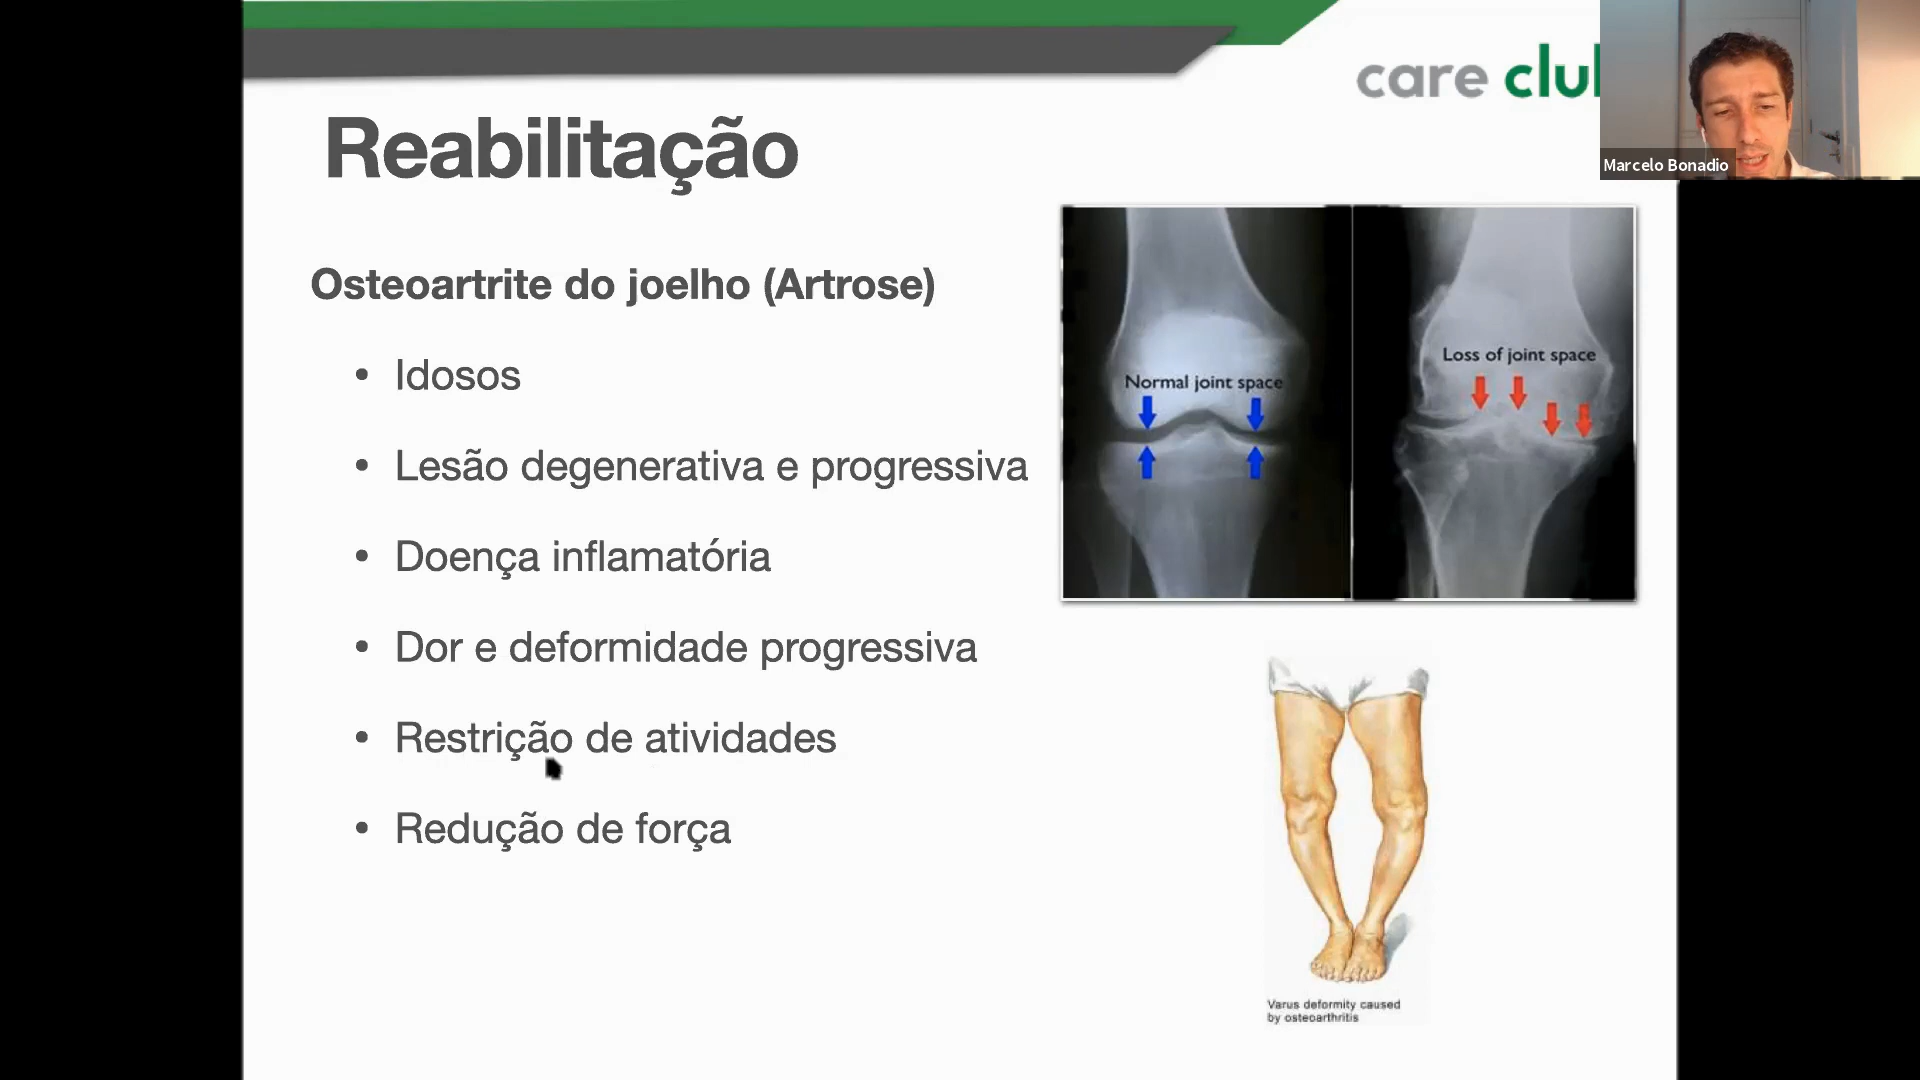 care clu
Marcelo Bonadio
Reabilitação
Osteoartrite do joelho (Artrose)
• Idosos
• Lesão degenerativa e progressiva
• Doença inflamatória
• Dor e deformidade progressiva
• Restrição de atividades
• Redução de força
Normal joint space
Loss of joint space
Varus deformity caused
by osteoarthritis